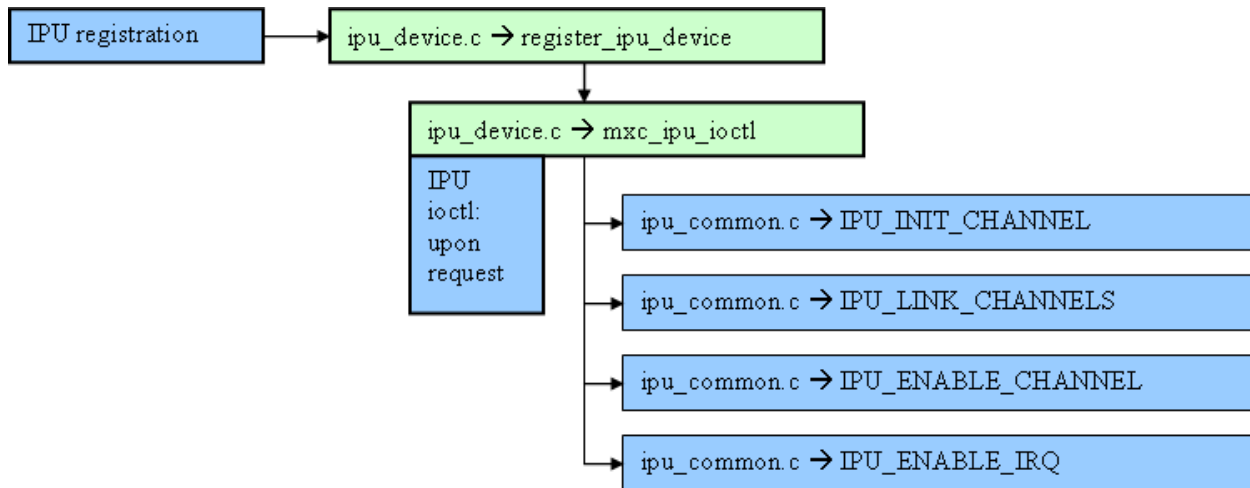 IPU registration
ipu_device.c → register_ipu_device
ipu_device.c → mxc_ipu_ioctl
IPU
ioctl:
upon
request
ipu_common.c → IPU_INIT_CHANNEL
ipu_common.c → IPU_LINK_CHANNELS
ipu_common.c → IPU_ENABLE_CHANNEL
ipu_common.c → IPU_ENABLE_IRQ